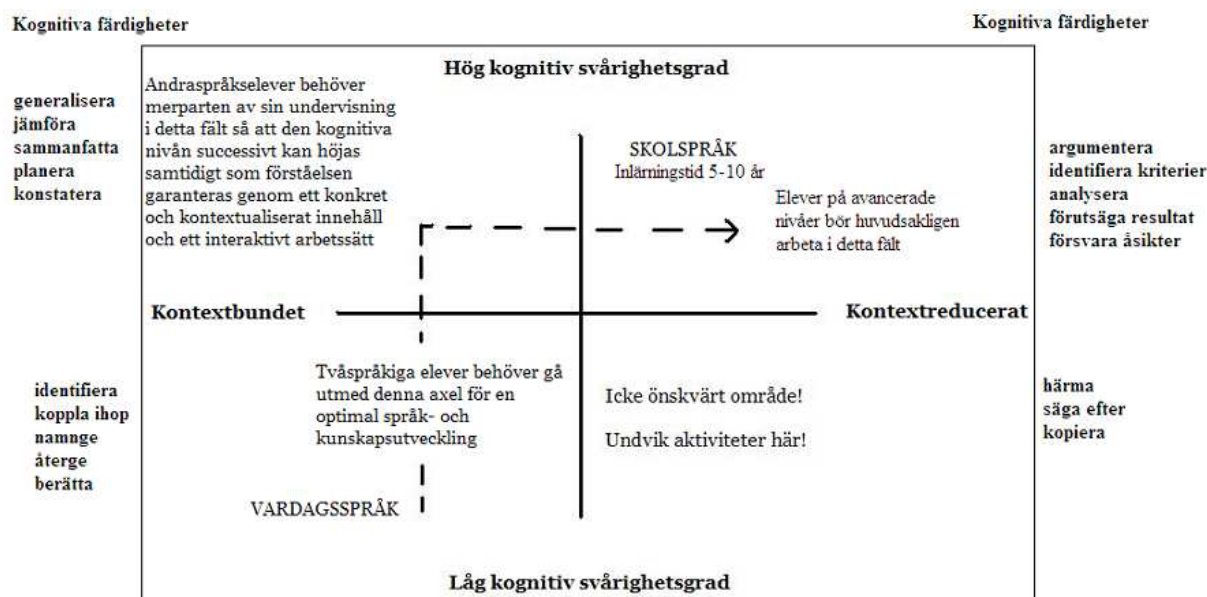 Kognitiva färdigheter
Kognitiva färdigheter
Hög kognitiv svårighetsgrad
generalisera
jämföra
sammanfatta
planera
konstatera
Andraspråkselever behöver
merparten av sin undervisning
i detta fält så att den kognitiva
nivån successivt kan höjas
samtidigt som förståelsen
garanteras genom ett konkret
och kontextualiserat innehåll
och ett interaktivt arbetssätt
SKOLSPRÅK
Inlärningstid 5-10 år
Elever på avancerade
nivåer bör huvudsakligen
arbeta i detta fält
argumentera
identifiera kriterier
analysera
förutsäga resultat
försvara åsikter
Kontextbundet
Kontextreducerat
identifiera
koppla ihop
namnge
återge
berätta
Tvåspråkiga elever behöver gå
utmed denna axel för en
optimal språk- och
kunskapsutveckling
VARDAGSSPRÅK
Icke önskvärt område!
Undvik aktiviteter här!
härma
säga efter
kopiera
Låg kognitiv svårighetsgrad